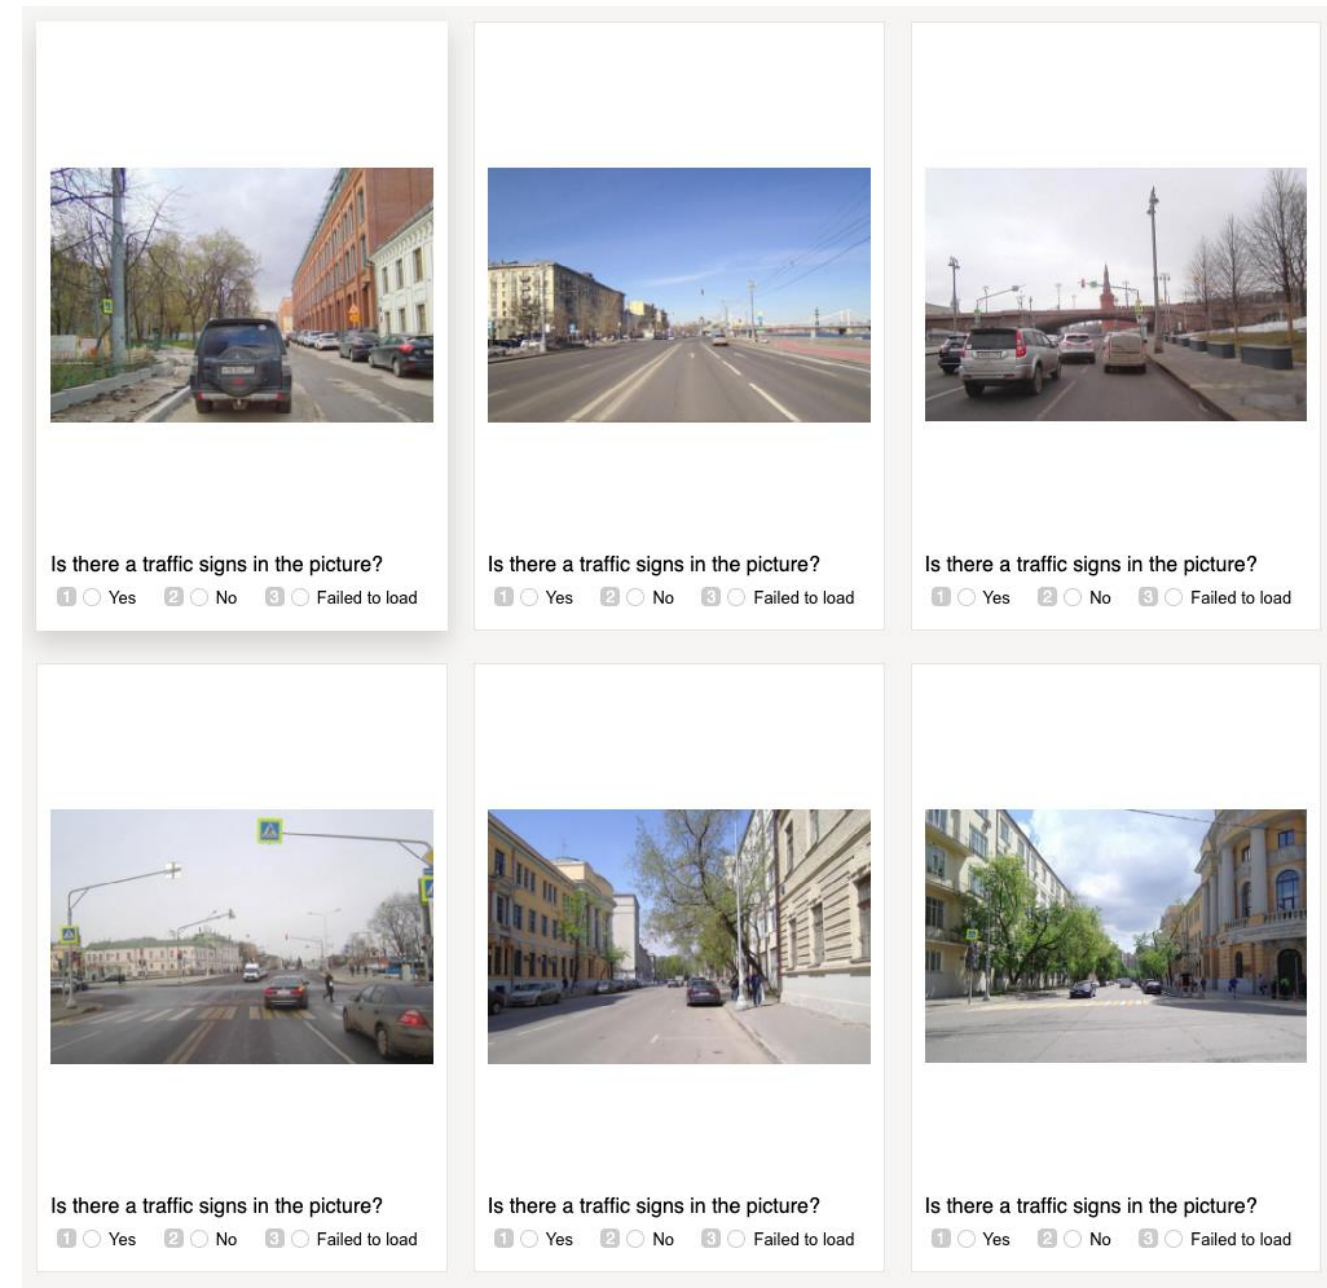 Is there a traffic signs in the picture?
1 Yes 2 No 3 Failed to load
Is there a traffic signs in the picture?
1 Yes 2 No 3 Failed to load
Is there a traffic signs in the picture?
1 Yes 2 No 3 Failed to load
Is there a traffic signs in the picture?
1 Yes 2 No 3 Failed to load
Is there a traffic signs in the picture?
1 Yes 2 No 3 Failed to load
Is there a traffic signs in the picture?
1 Yes 2 No 3 Failed to load